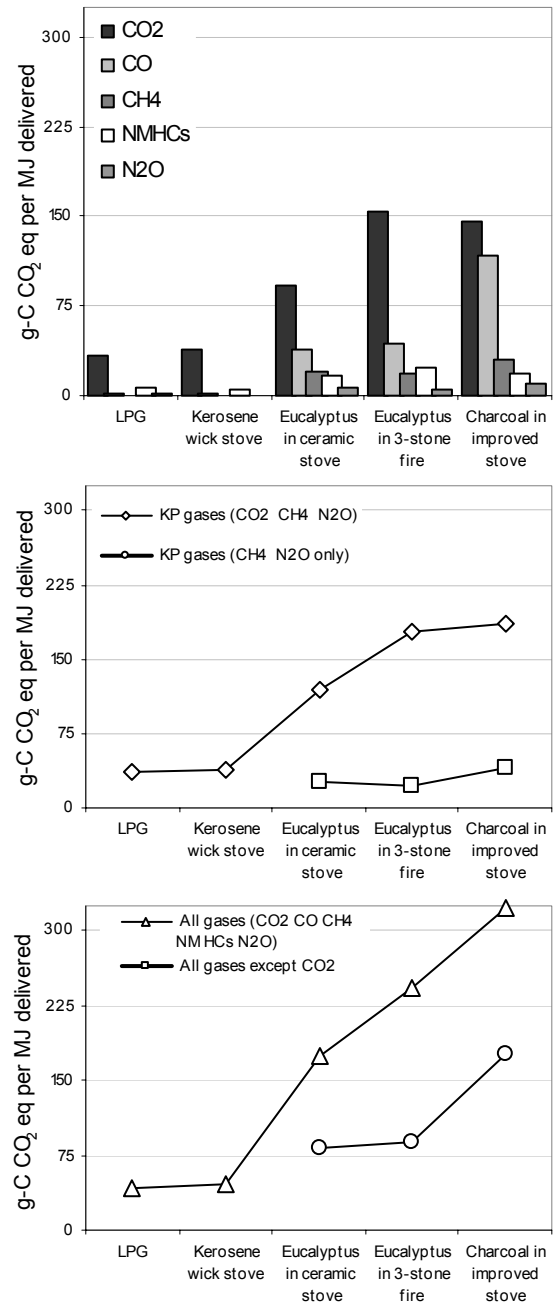 g-C CO2 eq per MJ delivered
300
225
150
75
0
CO2
CO
CH4
NMHCs
N2O
LPG
Kerosene
wick stove
Eucalyptus
in ceramic
stove
Eucalyptus
in 3-stone
fire
Charcoal in
improved
stove
g-C CO2 eq per MJ delivered
300
225
150
75
0
KP gases (CO2 CH4 N2O)
KP gases (CH4 N2O only)
LPG
Kerosene
wick stove
Eucalyptus
in ceramic
stove
Eucalyptus
in 3-stone
fire
Charcoal in
improved
stove
g-C CO2 eq per MJ delivered
300
225
150
75
0
All gases (CO2 CO CH4
NMHCs N2O)
All gases except CO2
LPG
Kerosene
wick stove
Eucalyptus
in ceramic
stove
Eucalyptus
in 3-stone
fire
Charcoal in
improved
stove